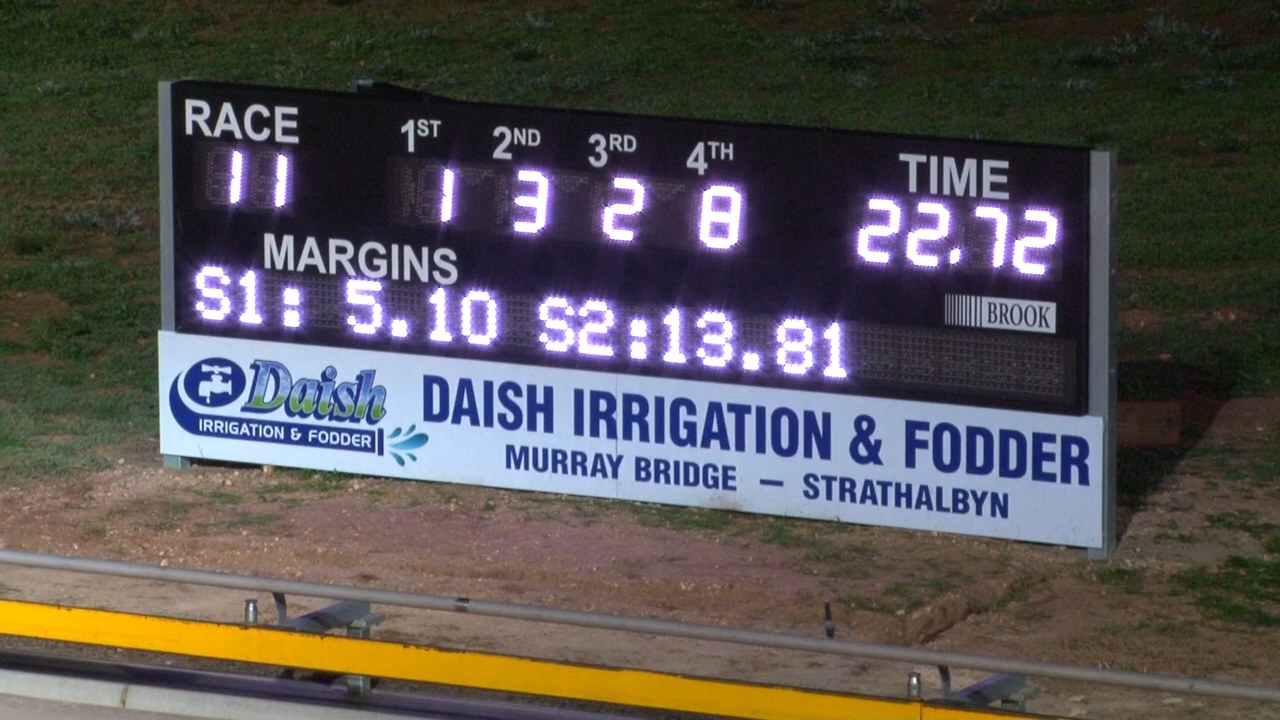 RACE 1ST 2ND 3RD 4TH TIME
11 1 3 2 8 22.72
MARGINS
S1: 5.10 S2:13.81
BROOK
Daish
IRRIGATION & FODDER
DAISH IRRIGATION & FODDER
MURRAY BRIDGE — STRATHALBYN